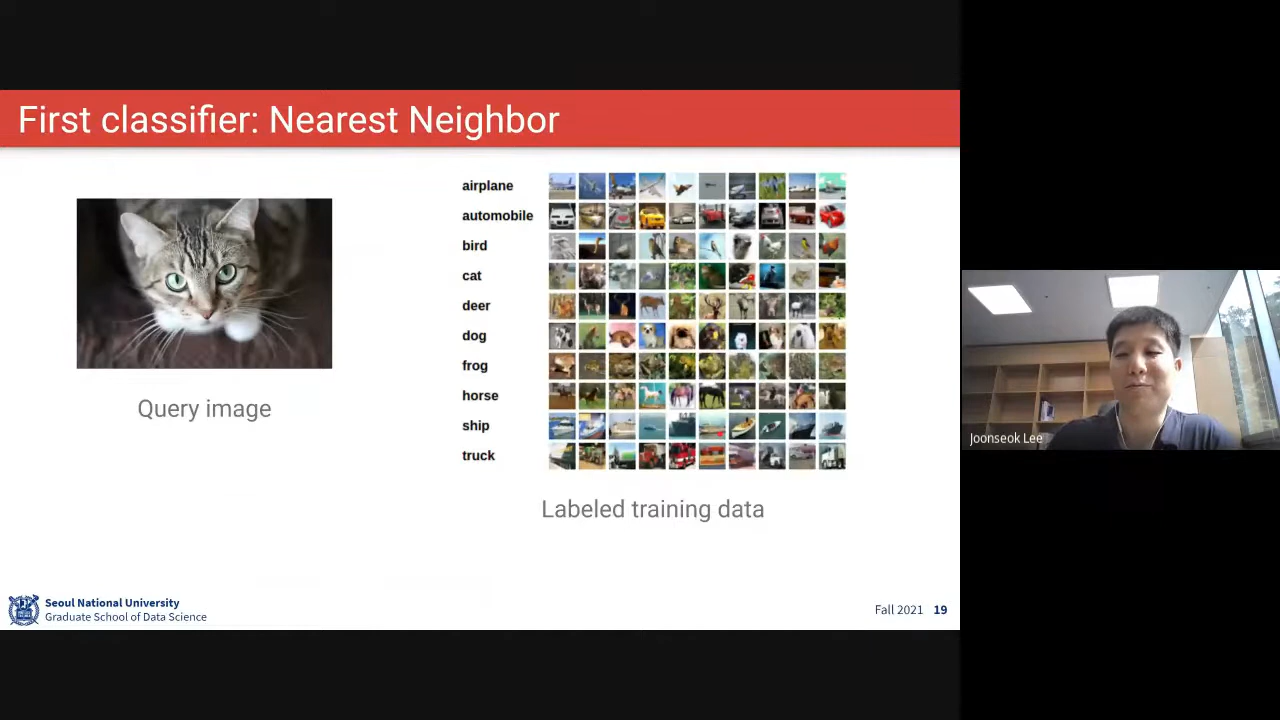 First classifier: Nearest Neighbor
airplane
automobile
bird
cat
deer
dog
frog
horse
ship
truck
Query image
Labeled training data
Seoul National University
Graduate School of Data Science
Fall 2021 19
Joonseok Lee